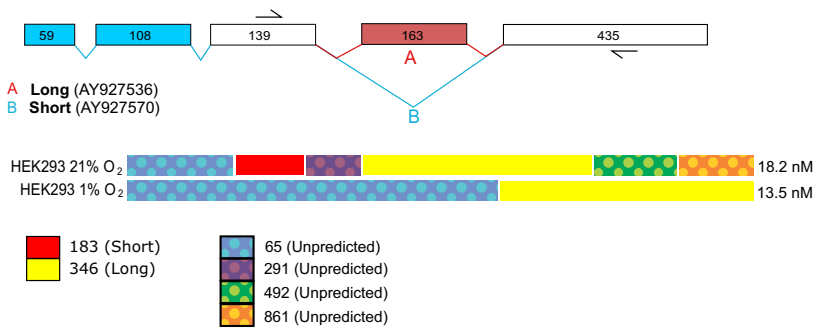 59 108 139 163 435
A
A Long (AY927536)
B Short (AY927570)
B
HEK293 21% O2 18.2 nM
HEK293 1% O2 13.5 nM
183 (Short)
346 (Long)
65 (Unpredicted)
291 (Unpredicted)
492 (Unpredicted)
861 (Unpredicted)